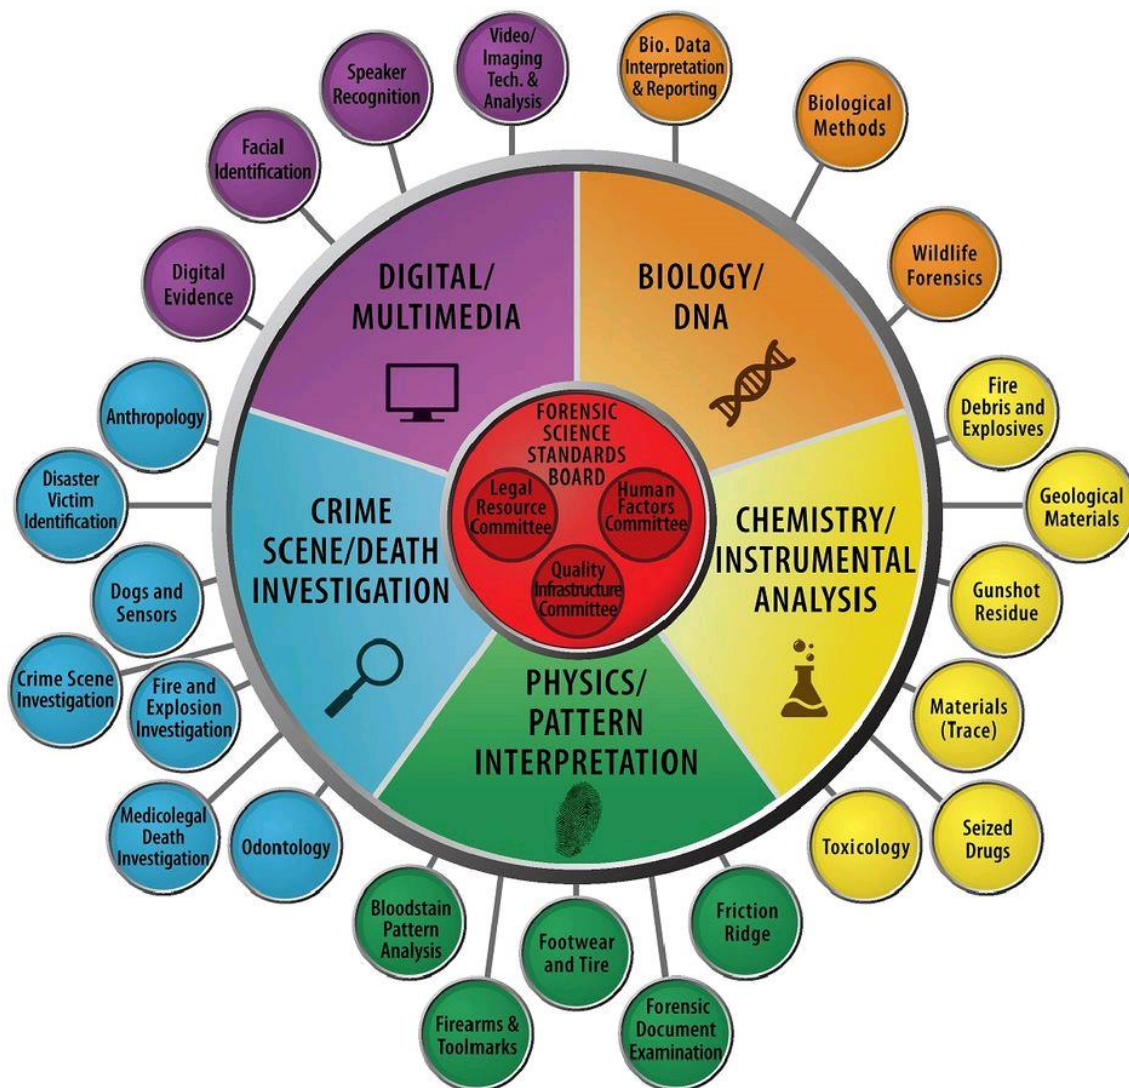 Video/
Imaging
Tech. &
Analysis
Bio. Data
Interpretation
& Reporting
Speaker
Recognition
Biological
Methods
Facial
Identification
Digital
Evidence
Wildlife
Forensics
DIGITAL/
MULTIMEDIA
BIOLOGY/
DNA
Anthropology
Fire
Debris and
Explosives
FORENSIC
SCIENCE
STANDARDS
BOARD
Legal
Resource
Committee
Human
Factors
Committee
Quality
Infrastructure
Committee
Disaster
Victim
Identification
Geological
Materials
CRIME
SCENE/DEATH
INVESTIGATION
CHEMISTRY/
INSTRUMENTAL
ANALYSIS
Dogs and
Sensors
Gunshot
Residue
Crime Scene
Investigation
Fire and
Explosion
Investigation
PHYSICS/
PATTERN
INTERPRETATION
Materials
(Trace)
Medicolegal
Death
Investigation
Odontology
Toxicology
Seized
Drugs
Bloodstain
Pattern
Analysis
Footwear
and Tire
Friction
Ridge
Firearms &
Toolmarks
Forensic
Document
Examination